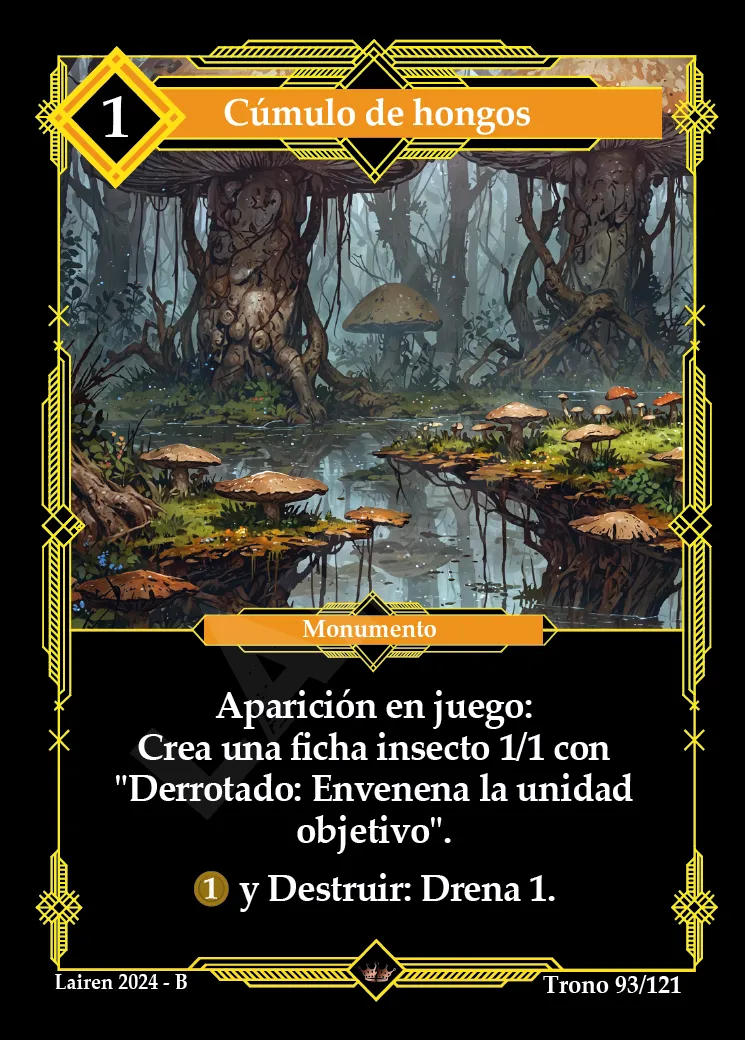 1
Cúmulo de hongos
Monumento
Aparición en juego:
Crea una ficha insecto 1/1 con
"Derrotado: Envenena la unidad
objetivo".
1 y Destruir: Drena 1.
Lairen 2024 - B
Trono 93/121